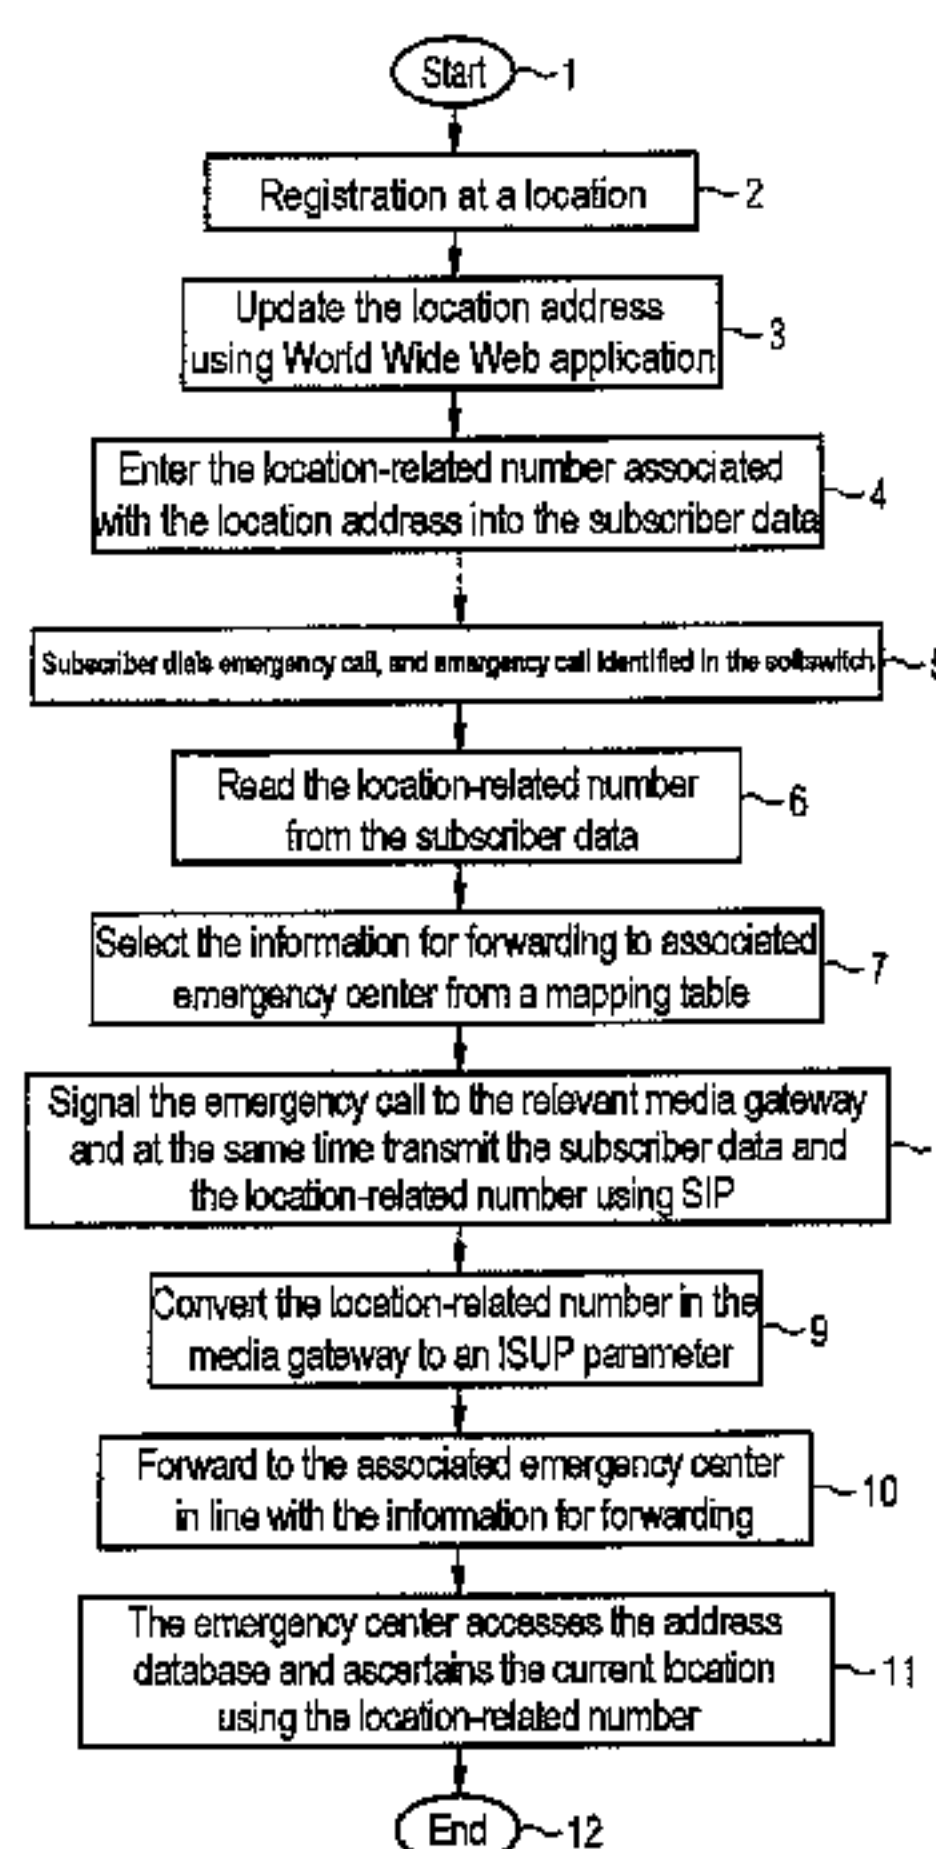 Start 1
Registration at a location 2
Update the location address
using World Wide Web application 3
Enter the location-related number associated
with the location address into the subscriber data 4
Subscriber dials emergency call, and emergency call identified in the softswitch 5
Read the location-related number
from the subscriber data 6
Select the information for forwarding to associated
emergency center from a mapping table 7
Signal the emergency call to the relevant media gateway
and at the same time transmit the subscriber data and
the location-related number using SIP
Convert the location-related number in the
media gateway to an ISUP parameter 9
Forward to the associated emergency center
in line with the information for forwarding 10
The emergency center accesses the address
database and ascertains the current location
using the location-related number 11
End 12